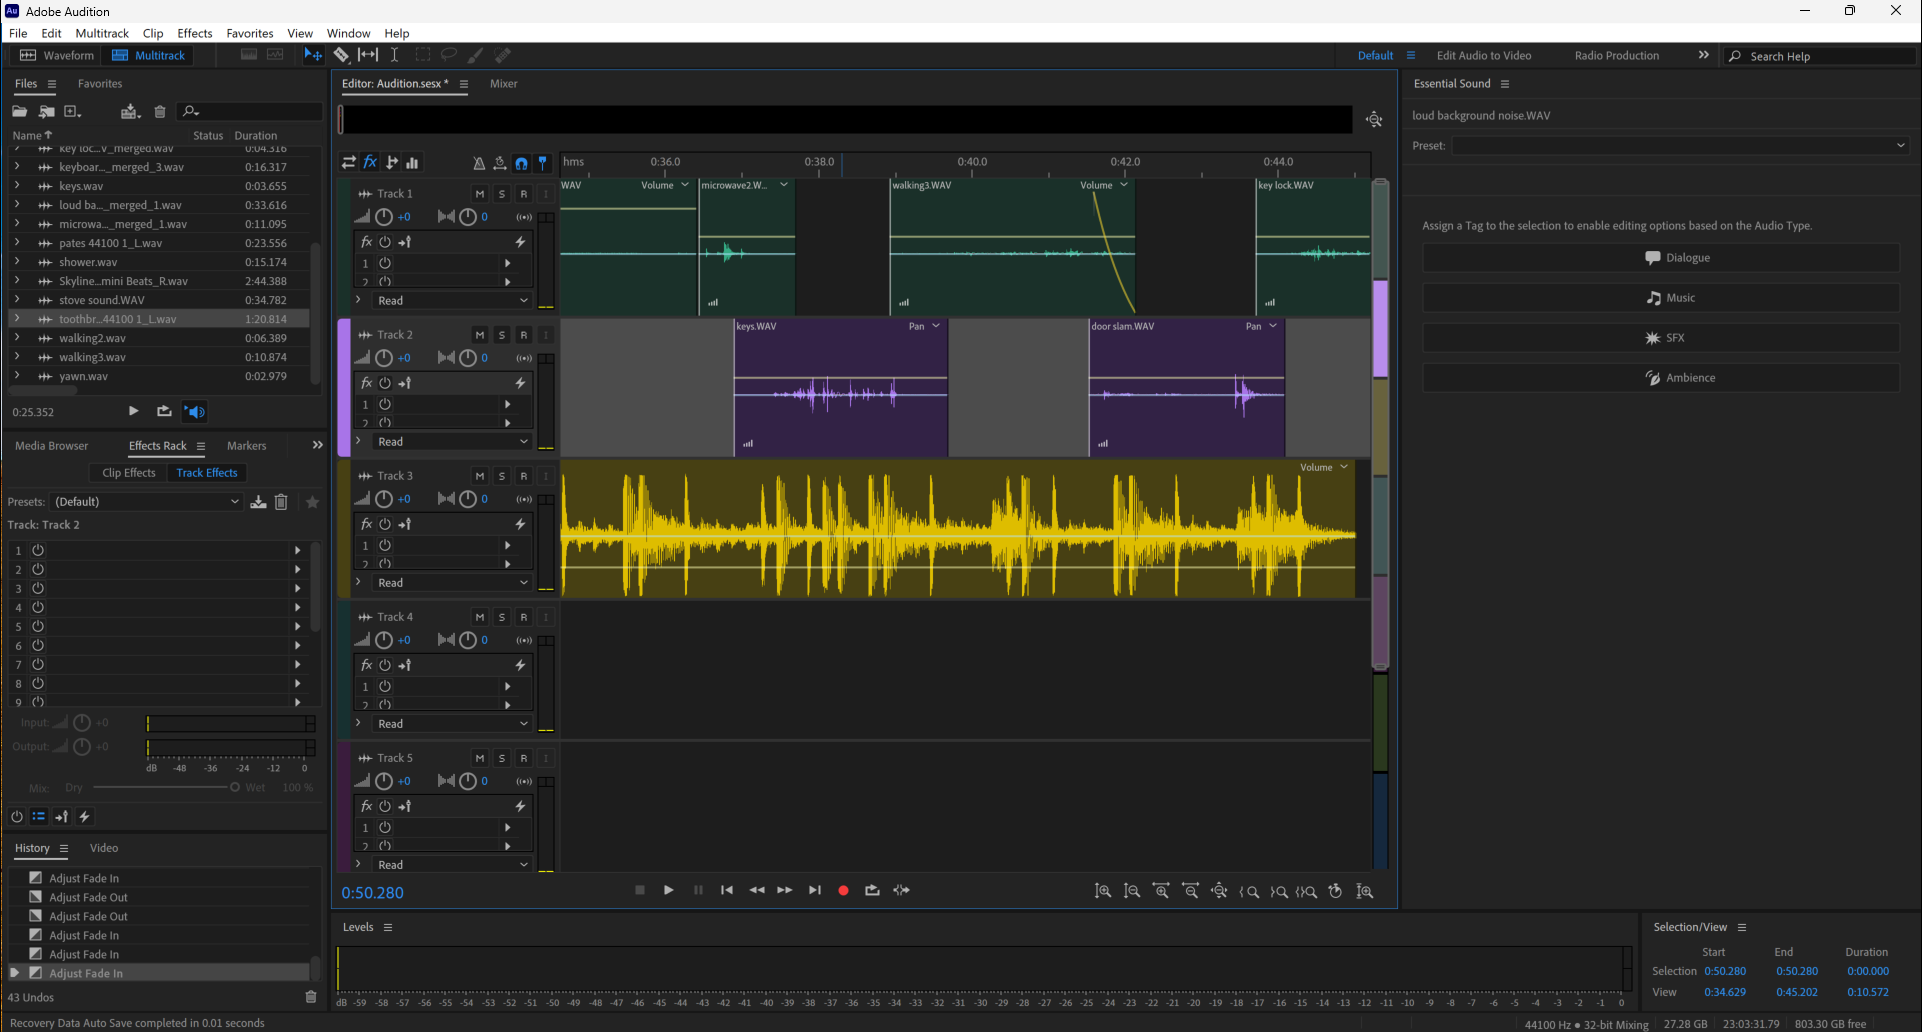 Au Adobe Audition
File Edit Multitrack Clip Effects Favorites View Window Help
Waveform Multitrack Default Edit Audio to Video Radio Production Search Help
Files Favorites
Name Status Duration
key loc...v_merged.wav 0:04.316
keyboar..._merged_3.wav 0:16.317
keys.wav 0:03.655
loud ba..._merged_1.wav 0:33.616
microwa..._merged_1.wav 0:11.095
pates 44100 1_L.wav 0:23.556
shower.wav 0:15.174
Skyline...mini Beats_R.wav 2:44.388
stove sound.WAV 0:34.782
toothbr...44100 1_L.wav 1:20.814
walking2.wav 0:06.389
walking3.wav 0:10.874
yawn.wav 0:02.979
0:25.352
Media Browser Effects Rack Markers
Clip Effects Track Effects
Presets: (Default)
Track: Track 2
1
2
3
4
5
6
7
8
9
Input: +0
Output: +0
dB -48 -36 -24 -12 0
Mix: Dry Wet 100 %
History Video
Adjust Fade In
Adjust Fade Out
Adjust Fade Out
Adjust Fade In
Adjust Fade In
Adjust Fade In
43 Undos
Recovery Data Auto Save completed in 0.01 seconds
Editor: Audition.sesx * Mixer
fx hms 0:36.0 0:38.0 0:40.0 0:42.0 0:44.0
Track 1 M S R I
+0 0
fx
1
2
Read
WAV Volume microwave2.W... walking3.WAV Volume key lock.WAV
Track 2 M S R I
+0 0
fx
1
2
Read
keys.WAV Pan door slam.WAV Pan
Track 3 M S R I
+0 0
fx
1
2
Read
Volume
Track 4 M S R I
+0 0
fx
1
2
Read
Track 5 M S R I
+0 0
fx
1
2
Read
0:50.280
Levels
dB -59 -58 -57 -56 -55 -54 -53 -52 -51 -50 -49 -48 -47 -46 -45 -44 -43 -42 -41 -40 -39 -38 -37 -36 -35 -34 -33 -32 -31 -30 -29 -28 -27 -26 -25 -24 -23 -22 -21 -20 -19 -18 -17 -16 -15 -14 -13 -12 -11 -10 -9 -8 -7 -6 -5 -4 -3 -2 -1 0
Essential Sound
loud background noise.WAV
Preset:
Assign a Tag to the selection to enable editing options based on the Audio Type.
Dialogue
Music
SFX
Ambience
Selection/View
Start End Duration
Selection 0:50.280 0:50.280 0:00.000
View 0:34.629 0:45.202 0:10.572
44100 Hz ● 32-bit Mixing 27.28 GB 23:03:31.79 803.30 GB free